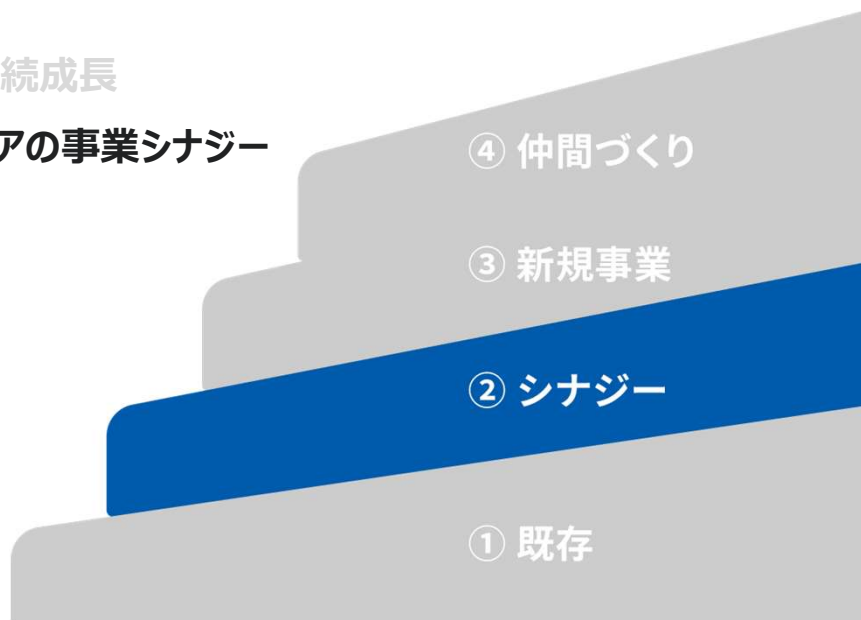 続成長
アの事業シナジー
④ 仲間づくり
③ 新規事業
② シナジー
① 既存